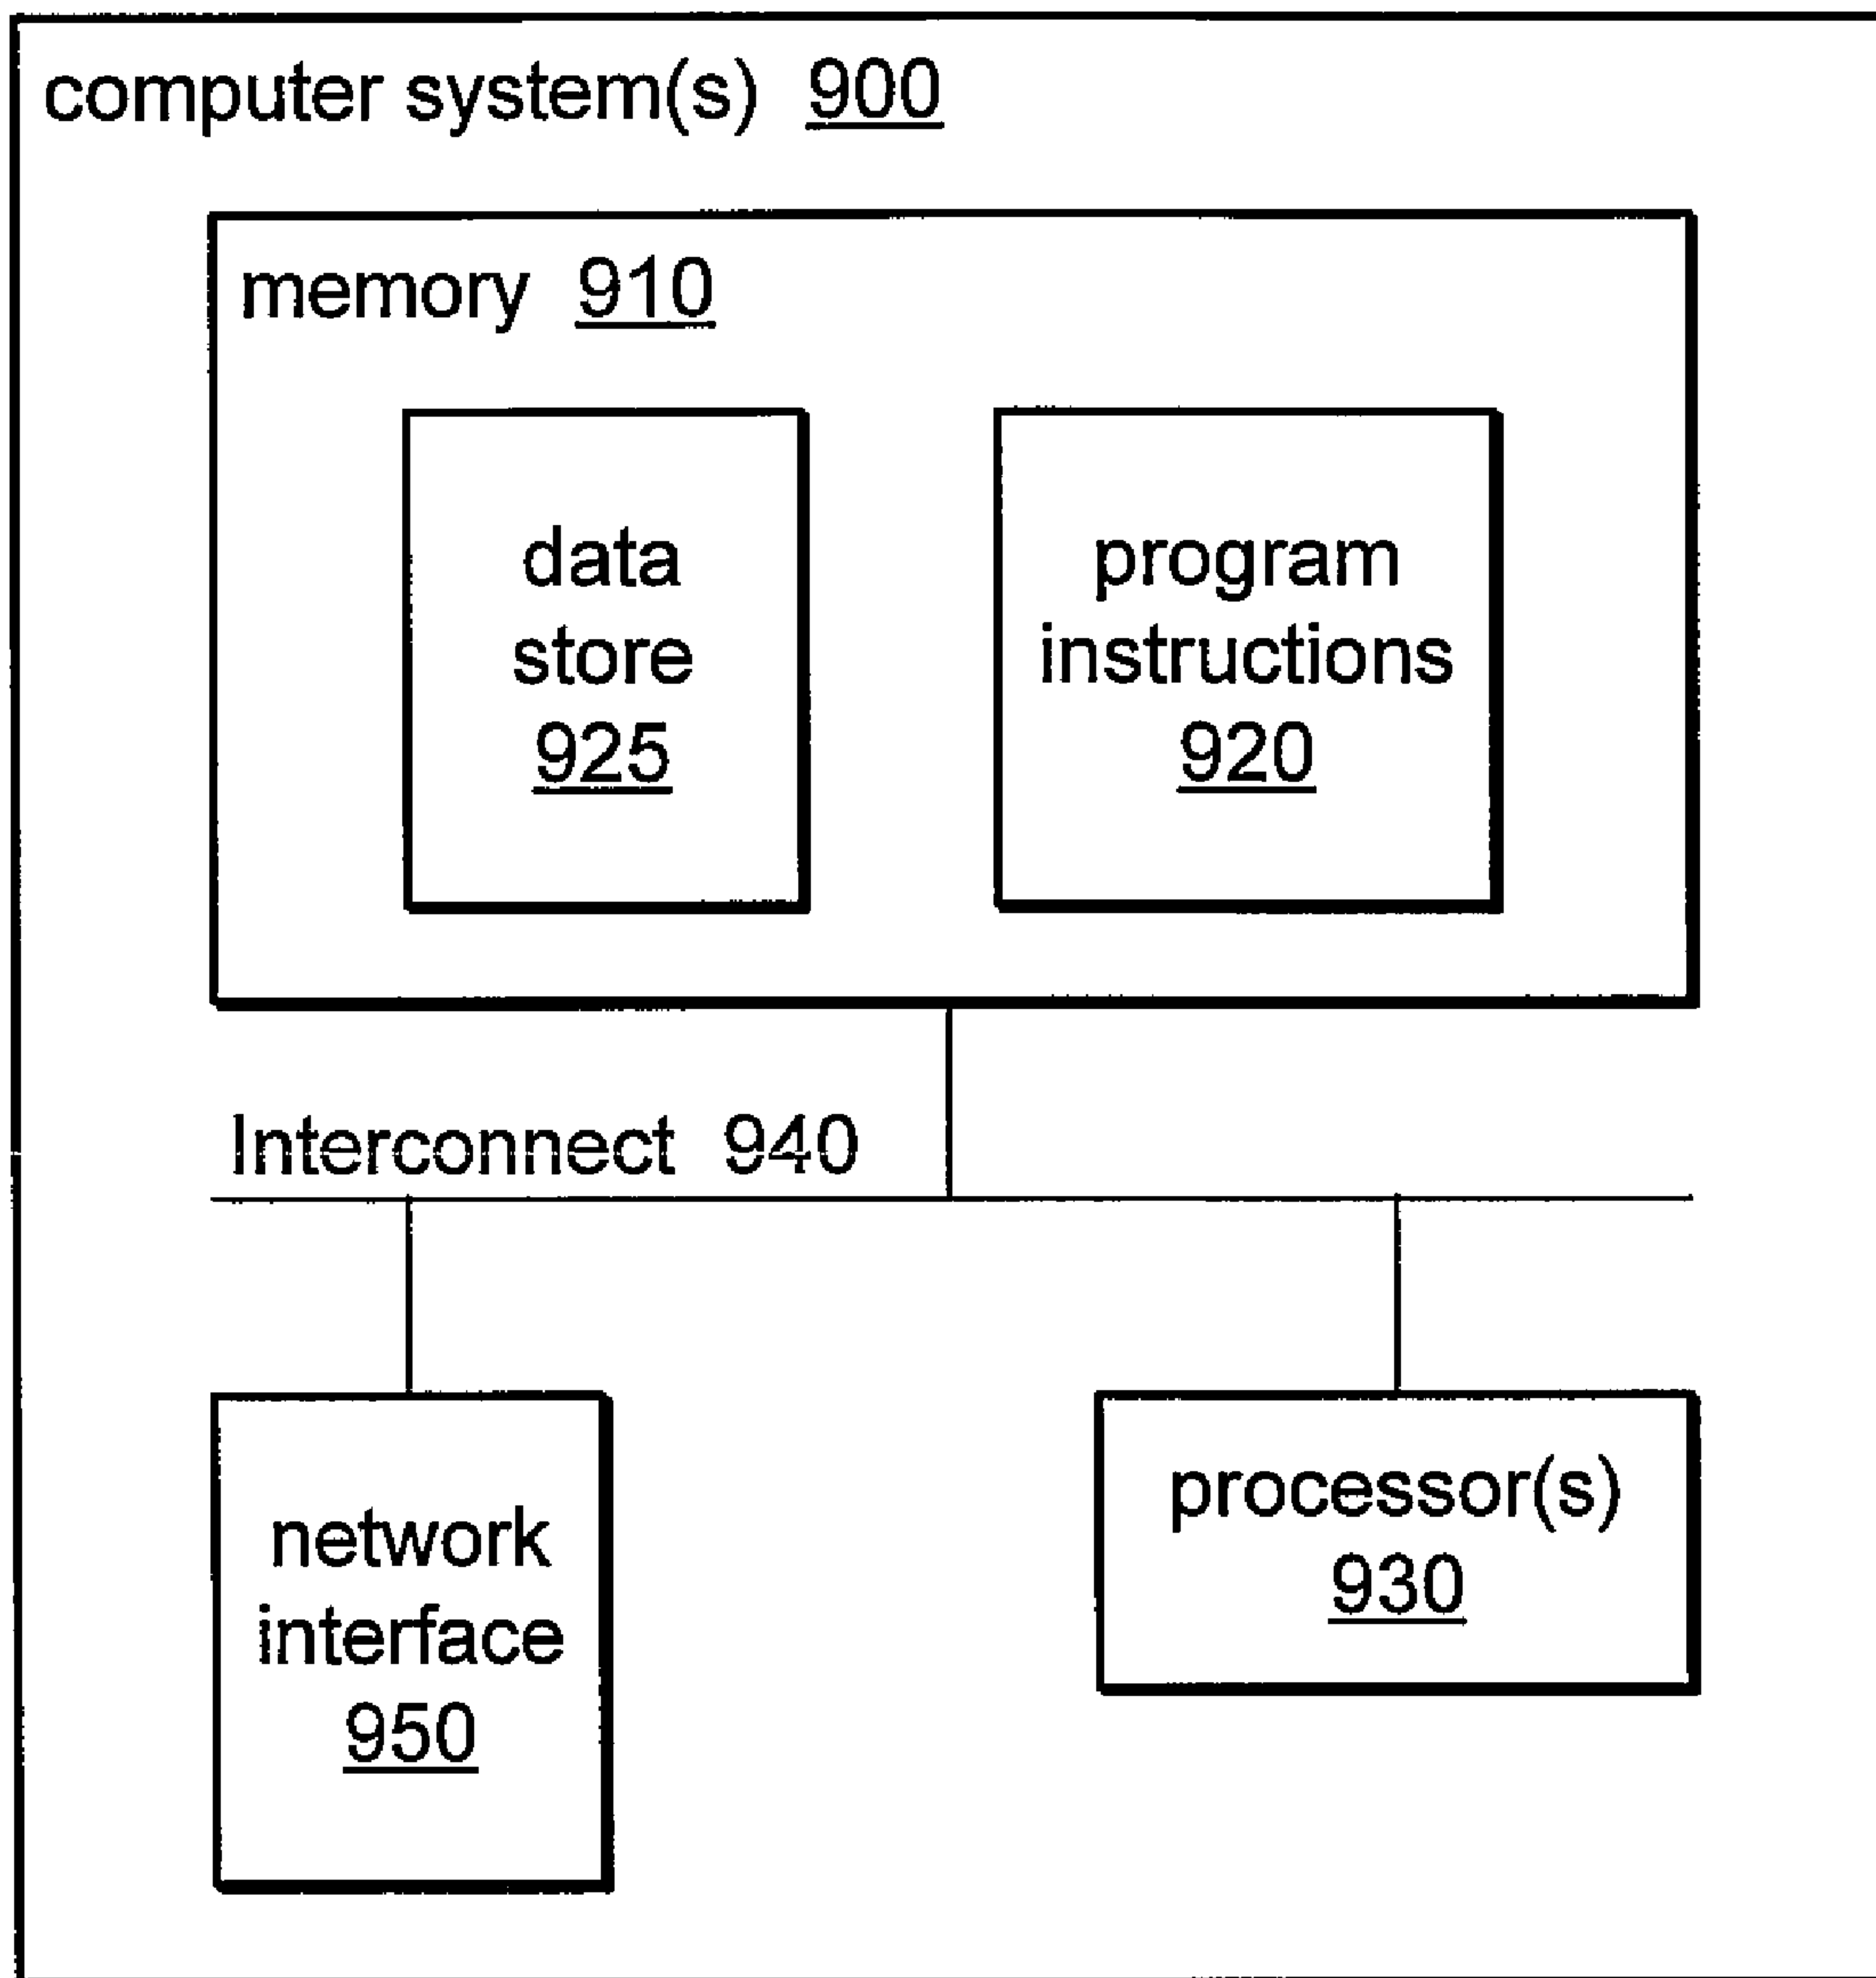 computer system(s) 900
memory 910
data
store
925
program
instructions
920
Interconnect 940
network
interface
950
processor(s)
930